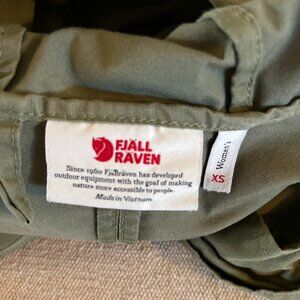 FJÄLL
RAVEN
Since 1960 Fjällräven has developed
outdoor equipment with the goal of making
nature more accessible to people.
Made in Vietnam
Women's
XS